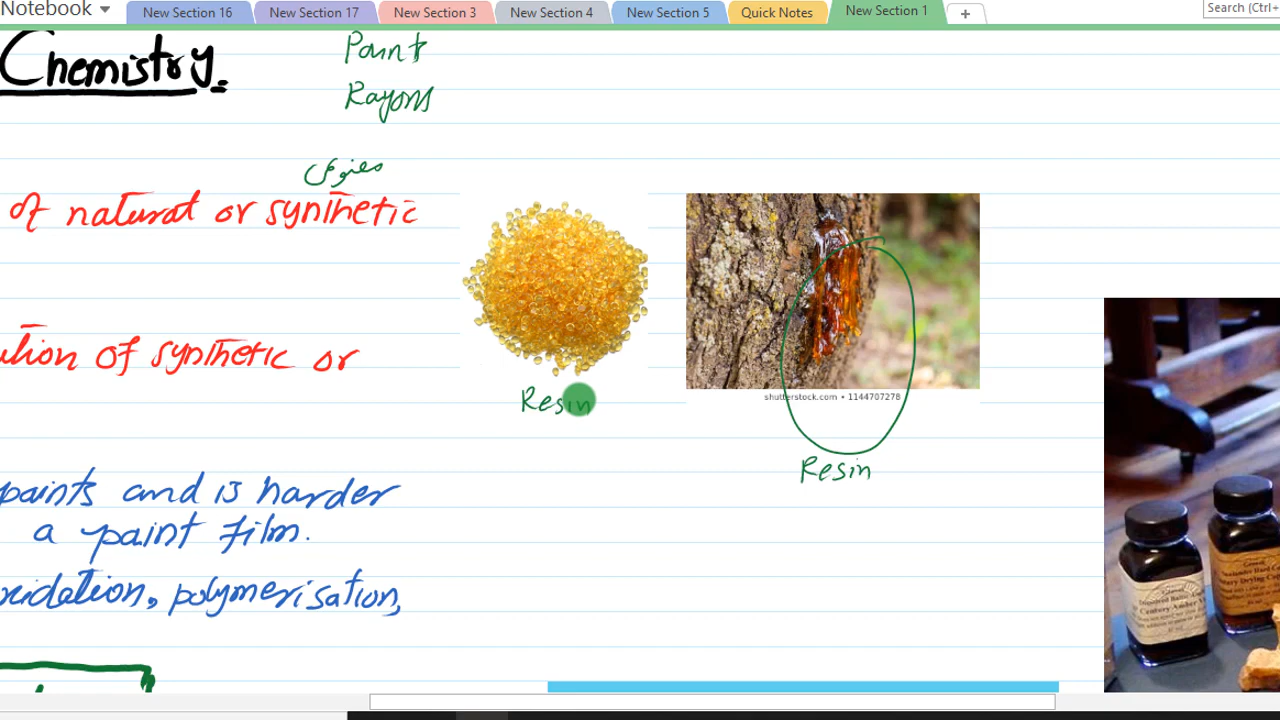 Notebook
New Section 16
New Section 17
New Section 3
New Section 4
New Section 5
Quick Notes
New Section 1
+
Search (Ctrl+
Chemistry.
Paint
Rayons
of natural or synthetic
ution of synthetic or
Resin
shutterstock.com • 1144707278
Resin
paints and is harder
a paint film.
oxidation, polymerisation,